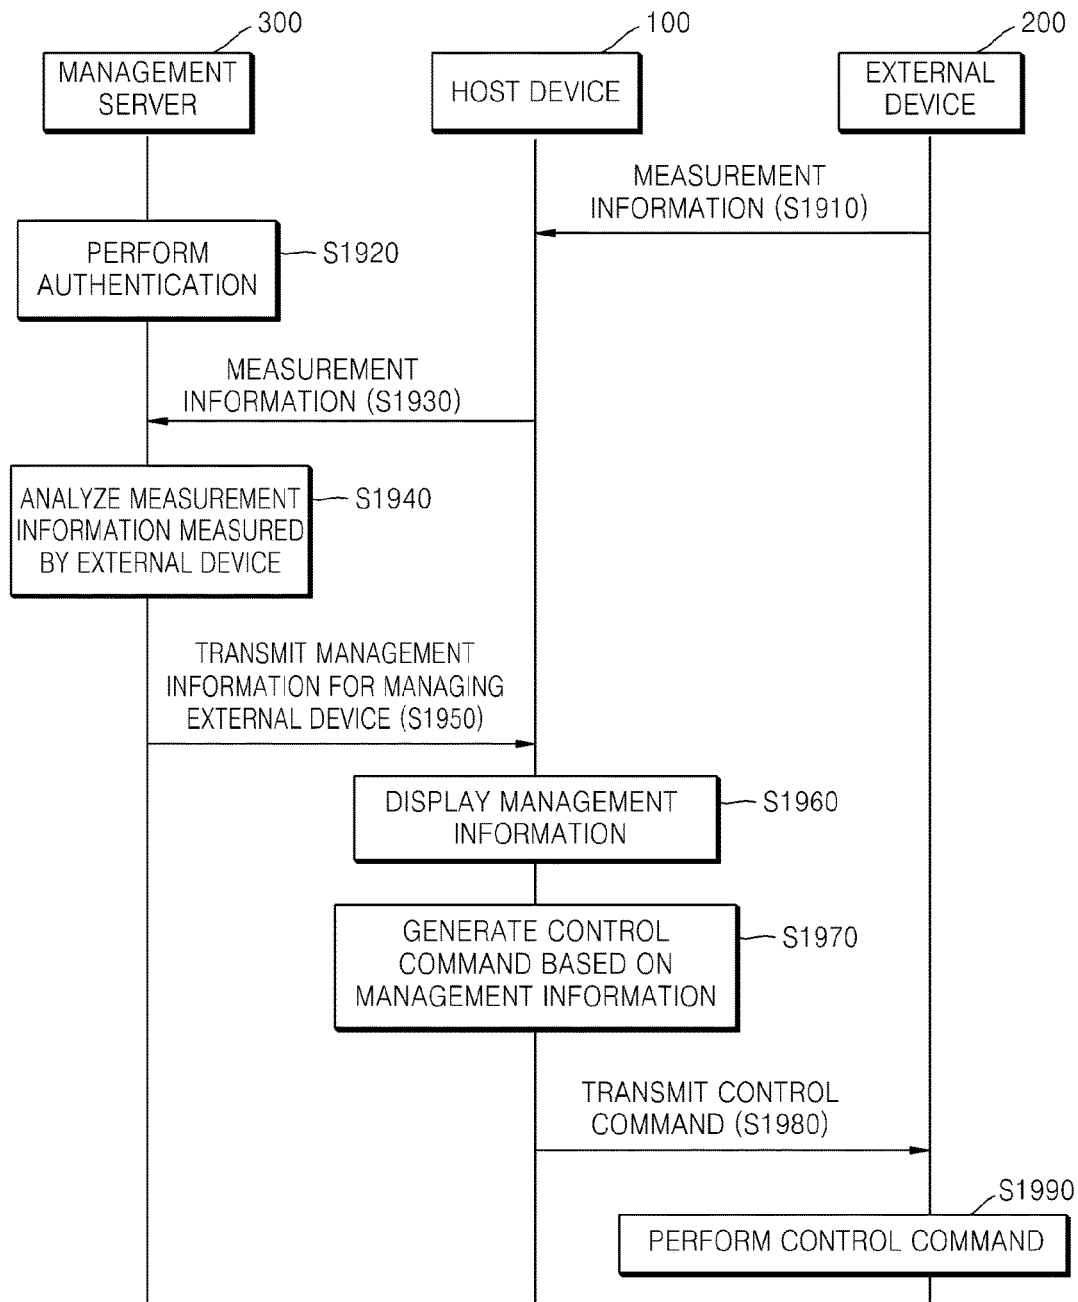 300
100
200
MANAGEMENT
SERVER
HOST DEVICE
EXTERNAL
DEVICE
MEASUREMENT
INFORMATION (S1910)
PERFORM
AUTHENTICATION
S1920
MEASUREMENT
INFORMATION (S1930)
ANALYZE MEASUREMENT
INFORMATION MEASURED
BY EXTERNAL DEVICE
S1940
TRANSMIT MANAGEMENT
INFORMATION FOR MANAGING
EXTERNAL DEVICE (S1950)
DISPLAY MANAGEMENT
INFORMATION
S1960
GENERATE CONTROL
COMMAND BASED ON
MANAGEMENT INFORMATION
S1970
TRANSMIT CONTROL
COMMAND (S1980)
S1990
PERFORM CONTROL COMMAND